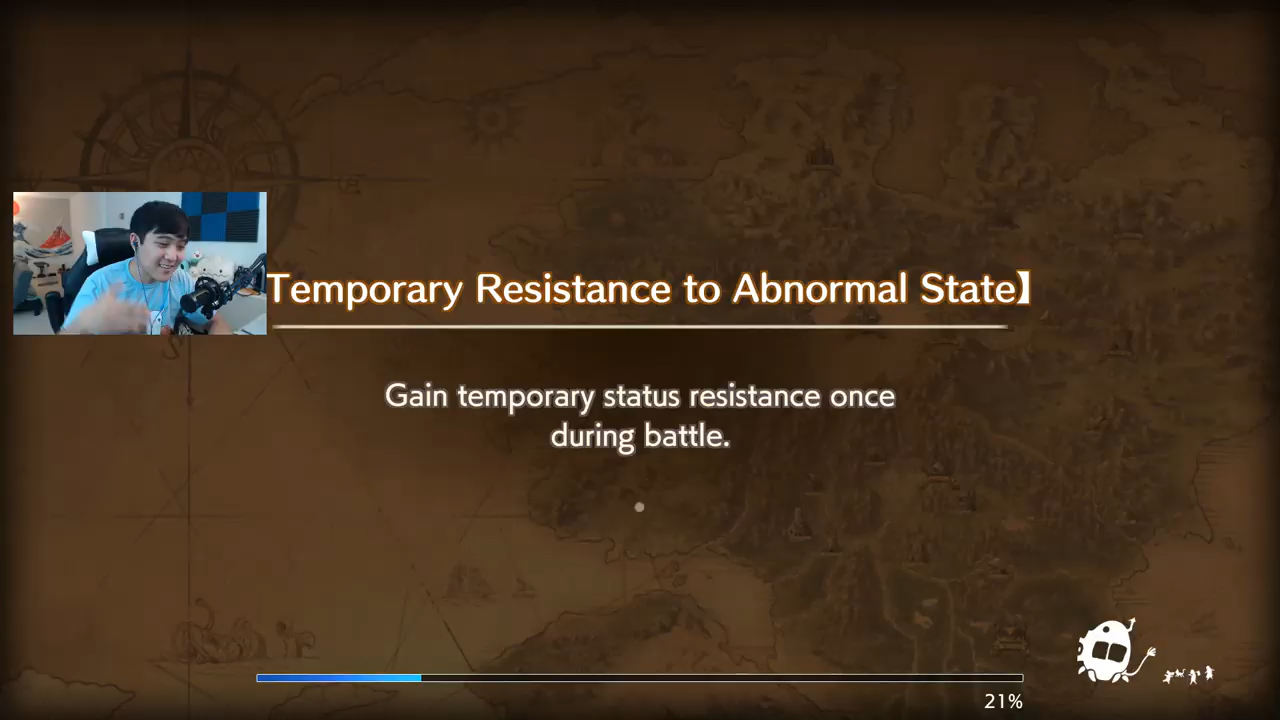 Temporary Resistance to Abnormal State】
Gain temporary status resistance once
during battle.
21%